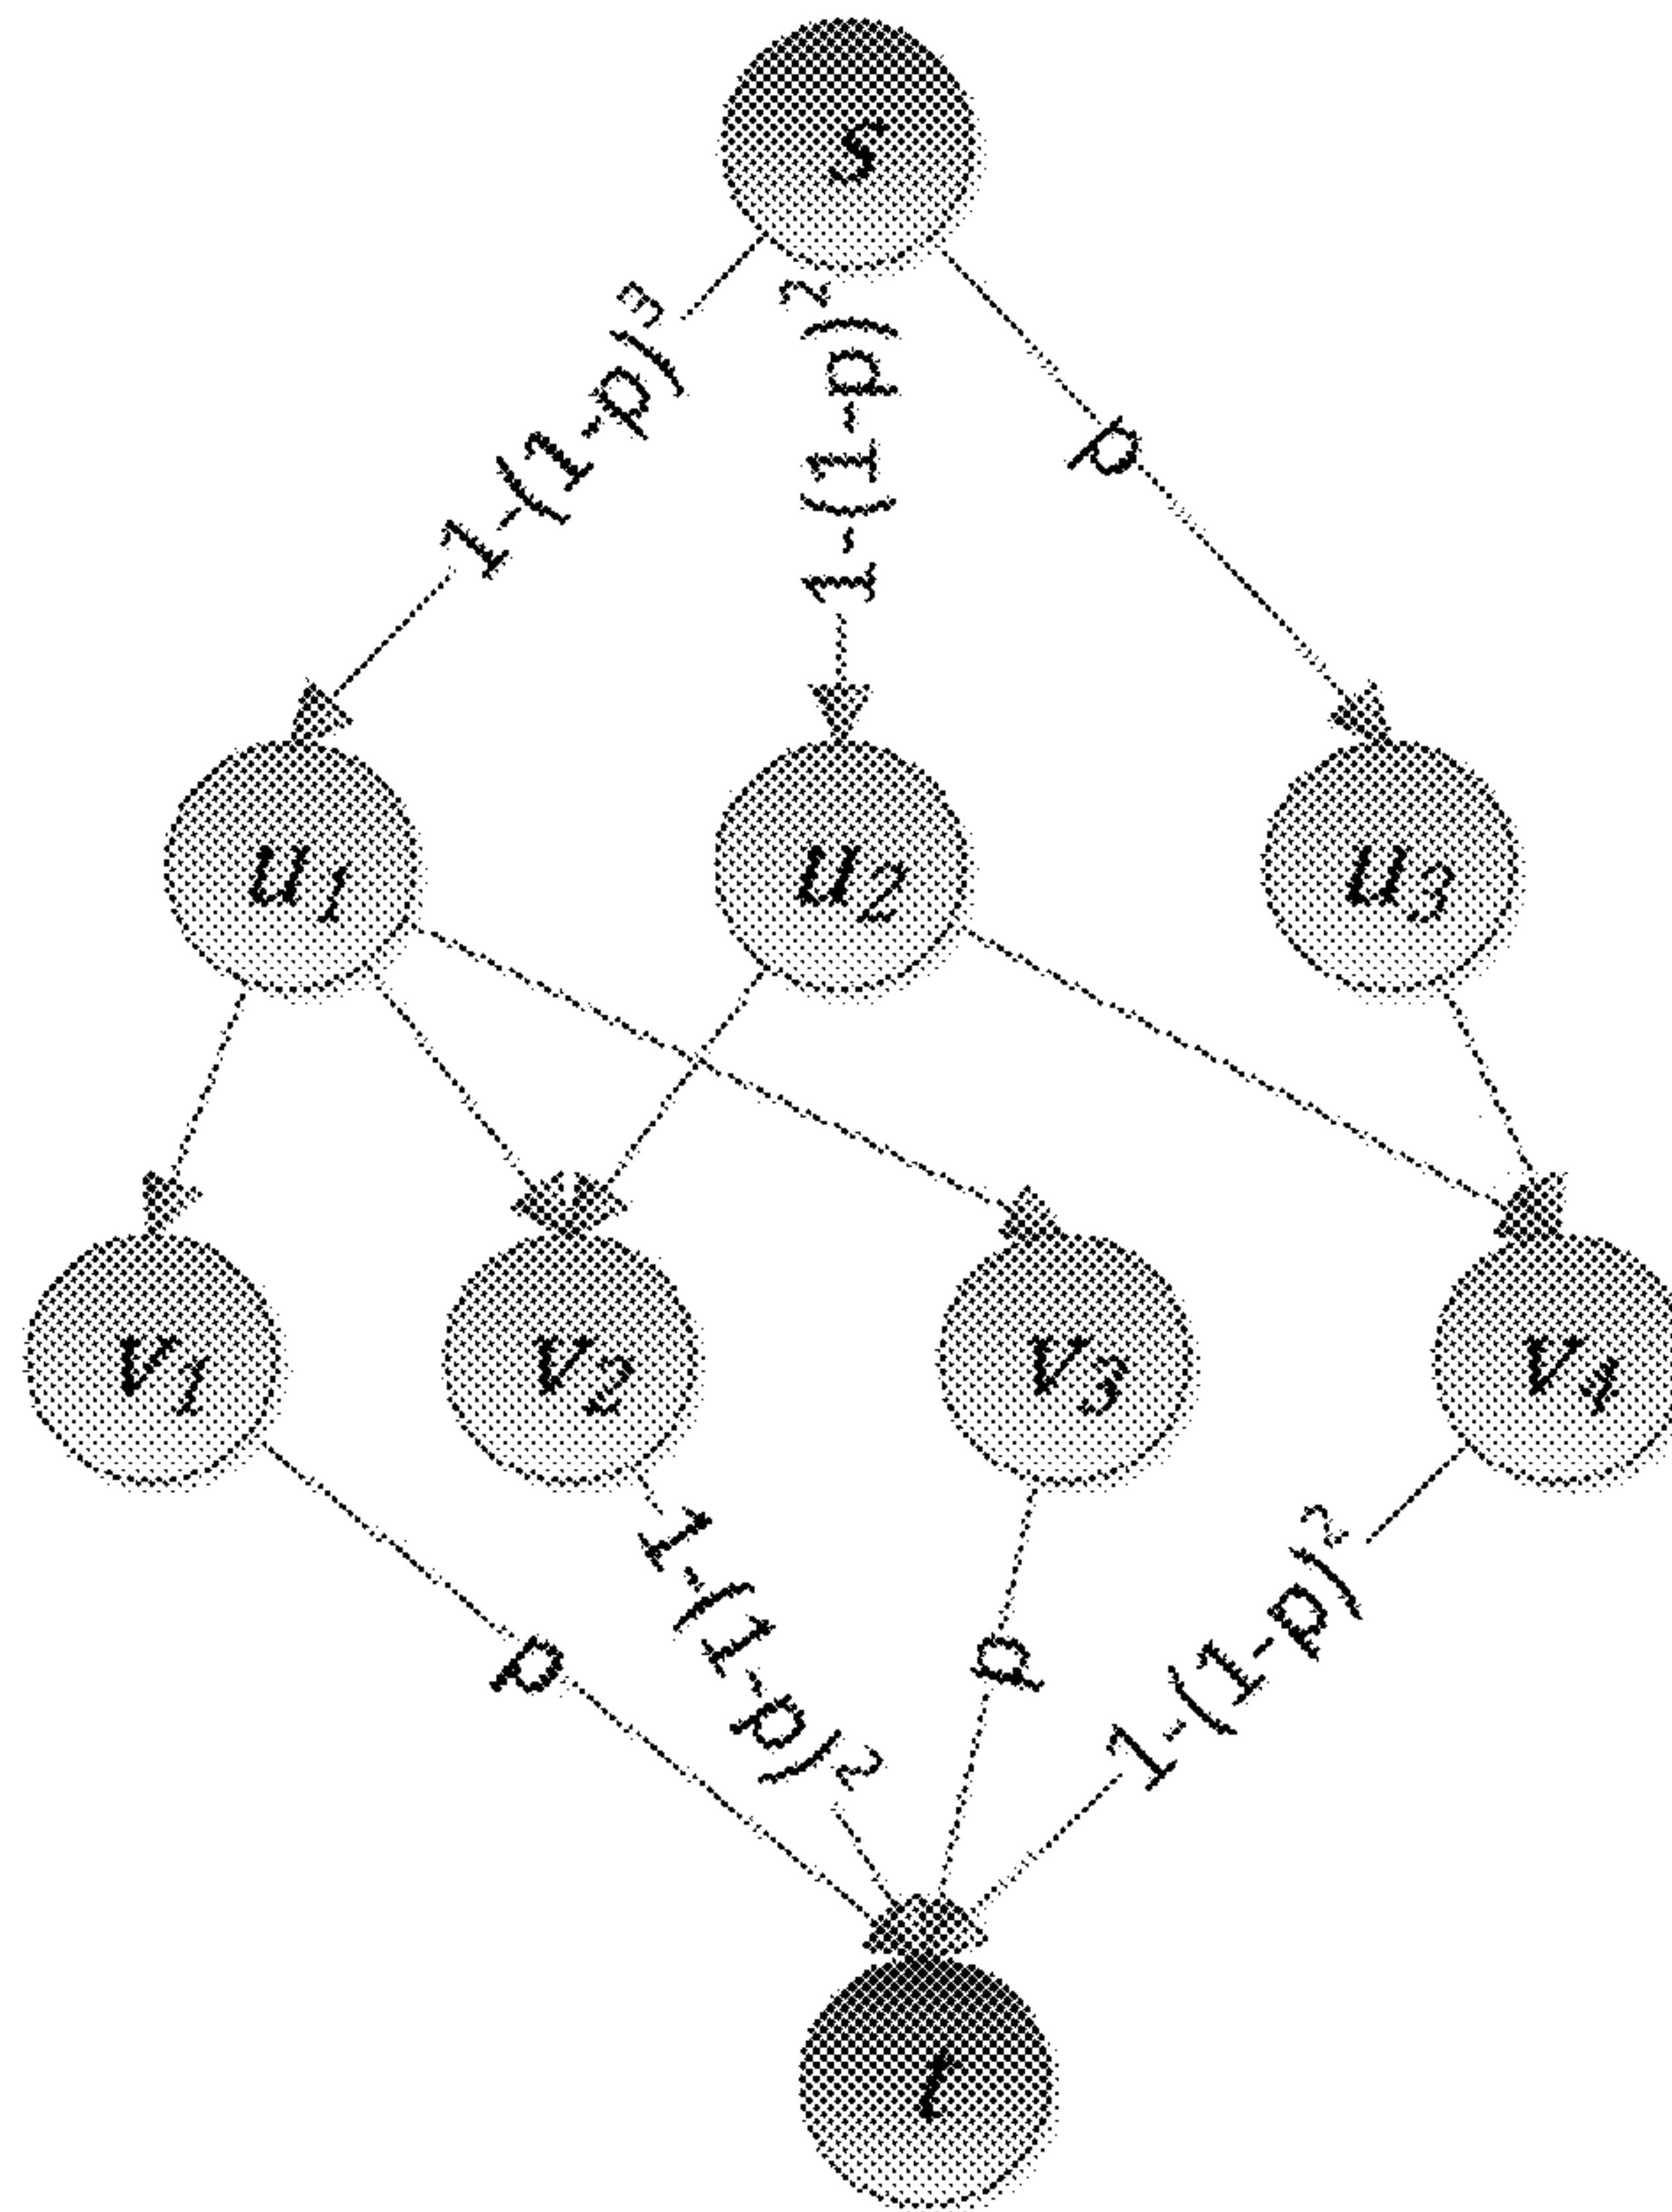 s
1-(1-p)³
1-(1-p)²
p
u₁
u₂
u₃
v₁
v₂
v₃
v₄
p
1-(1-p)²
p
1-(1-p)²
t